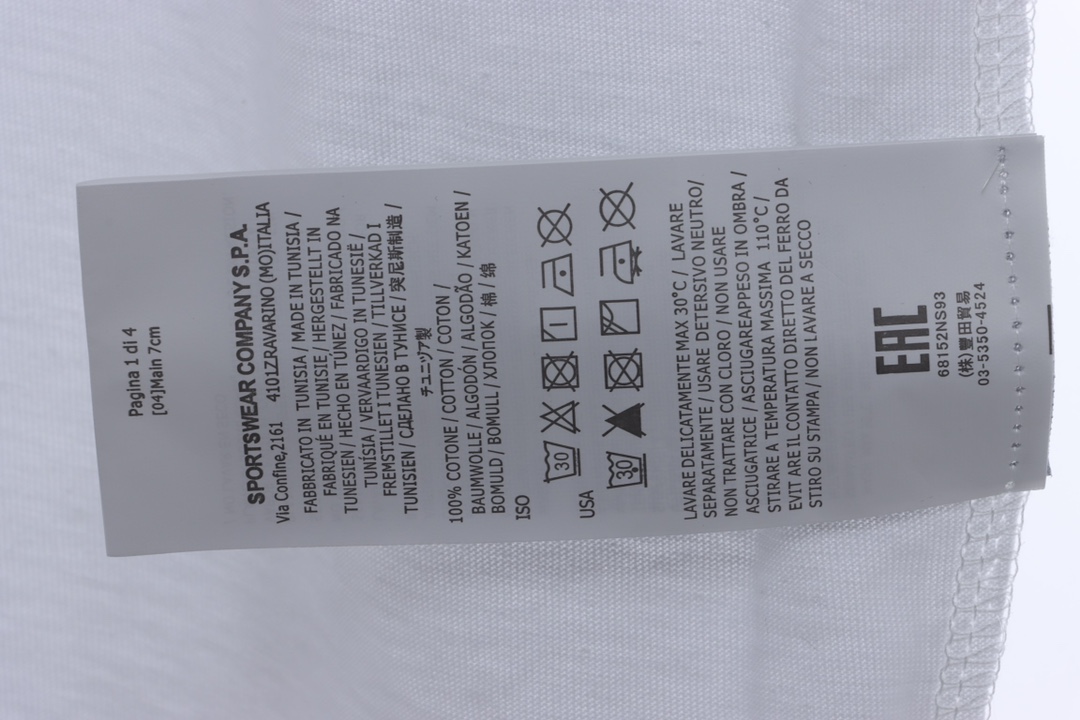 Pagina 1 di 4
[04]Main 7cm
SPORTSWEAR COMPANY S.P.A.
Via Confine,2161 4101ZRAVARINO (MO)ITALIA
FABBRICATO IN TUNISIA / MADE IN TUNISIA /
FABRIQUÉ EN TUNISIE / HERGESTELLT IN
TUNESIEN / HECHO EN TÚNEZ / FABRICADO NA
TUNÍSIA / VERVAARDIGD IN TUNESIË /
FREMSTILLET I TUNESIEN / TILLVERKAD I
TUNISIEN / СДЕЛАНО В ТУНИСЕ / 突尼斯制造 /
チュニジア製
100% COTONE / COTTON / COTON /
BAUMWOLLE / ALGODÓN / ALGODÃO / KATOEN /
BOMULD / BOMULL / ХЛОПОК / 棉 / 綿
ISO
30
USA
30
LAVARE DELICATAMENTE MAX 30°C / LAVARE
SEPARATAMENTE / USARE DETERSIVO NEUTRO/
NON TRATTARE CON CLORO / NON USARE
ASCIUGATRICE / ASCIUGAREAPPESO IN OMBRA /
STIRARE A TEMPERATURA MASSIMA 110°C /
EVIT ARE IL CONTATTO DIRETTO DEL FERRO DA
STIRO SU STAMPA / NON LAVARE A SECCO
EAC
68152NS93
(株)豊田貿易
03-5350-4524